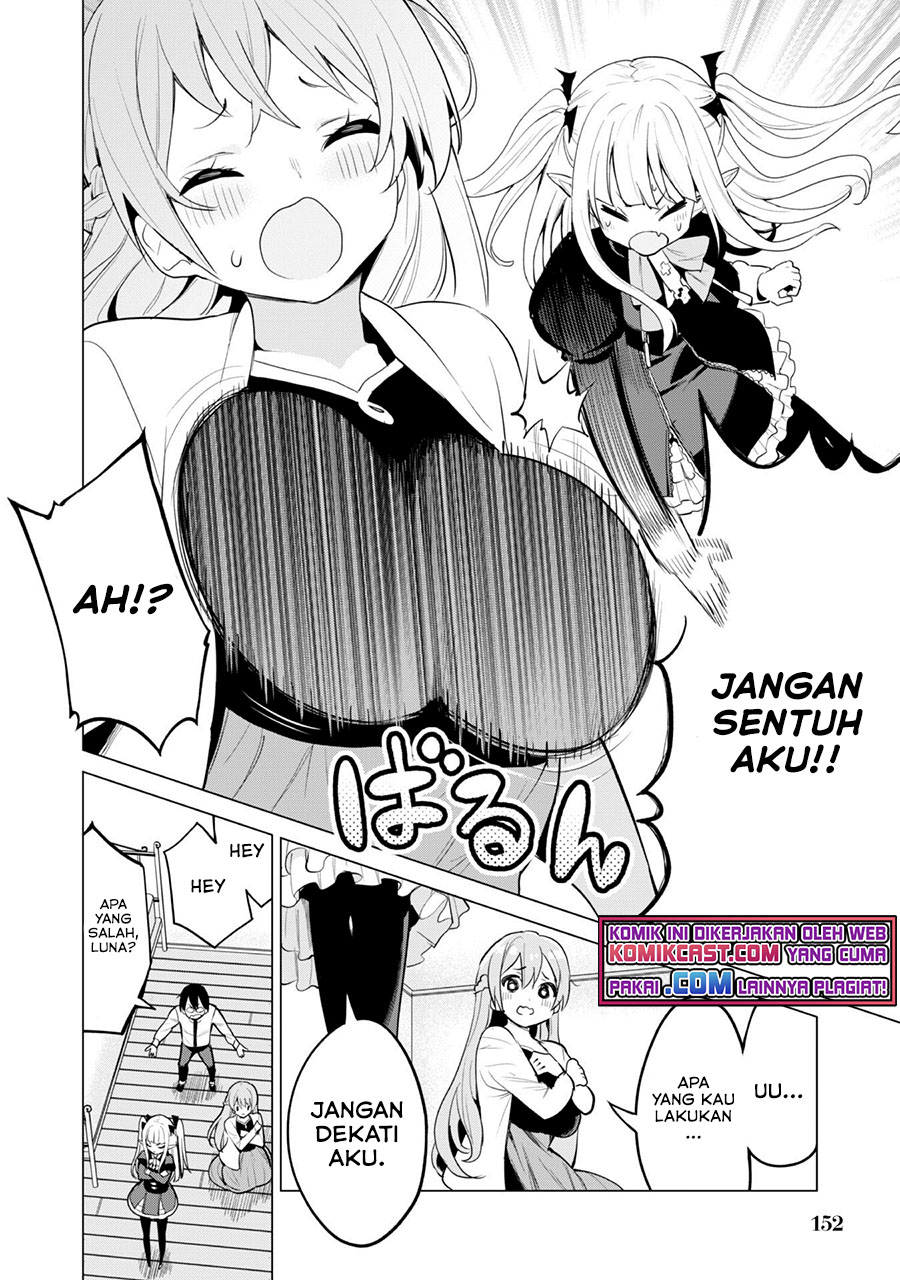 JANGAN
SENTUH
AKU!!
AH!?
ばるん
KOMIK INI DIKERJAKAN OLEH WEB
KOMIKCAST.COM YANG CUMA
PAKAI .COM LAINNYA PLAGIAT!
UU...
APA
YANG KAU
LAKUKAN
...
JANGAN
DEKATI
AKU.
HEY
HEY
APA
YANG
SALAH,
LUNA?
152